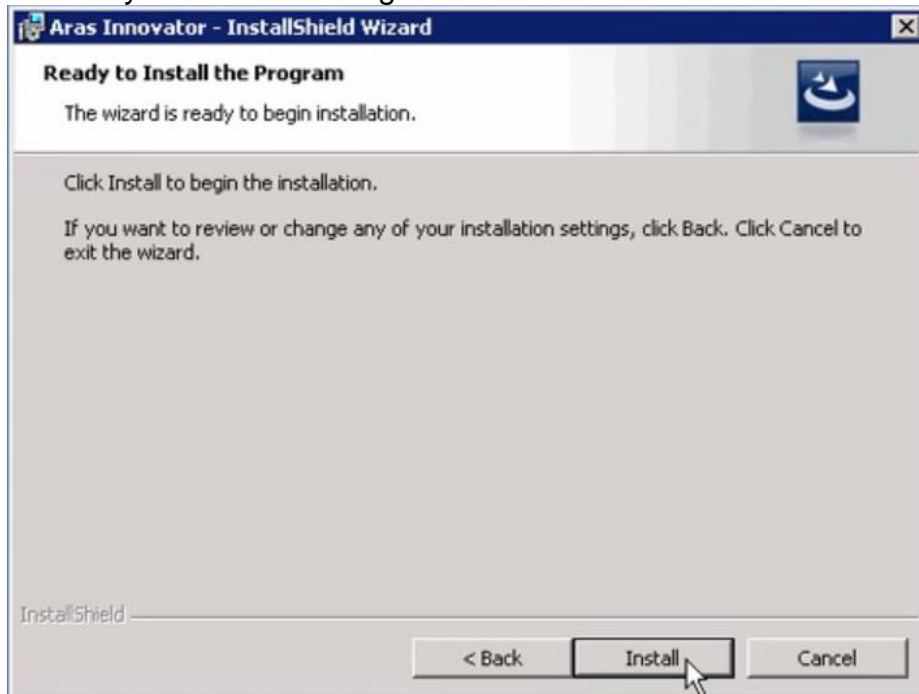 Aras Innovator - InstallShield Wizard
Ready to Install the Program
The wizard is ready to begin installation.
Click Install to begin the installation.
If you want to review or change any of your installation settings, click Back. Click Cancel to
exit the wizard.
InstallShield
< Back Install Cancel